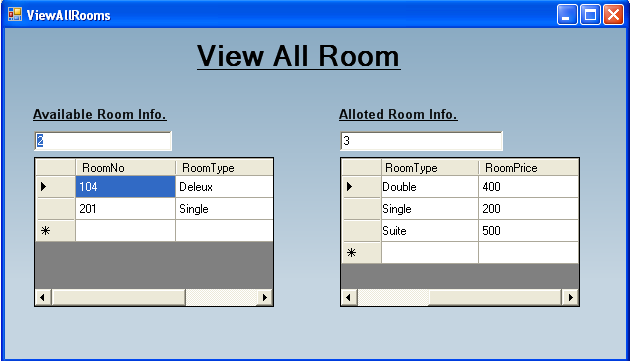 ViewAllRooms
View All Room
Available Room Info.
2
RoomNo RoomType
104 Deleux
201 Single
Alloted Room Info.
3
RoomType RoomPrice
Double 400
Single 200
Suite 500